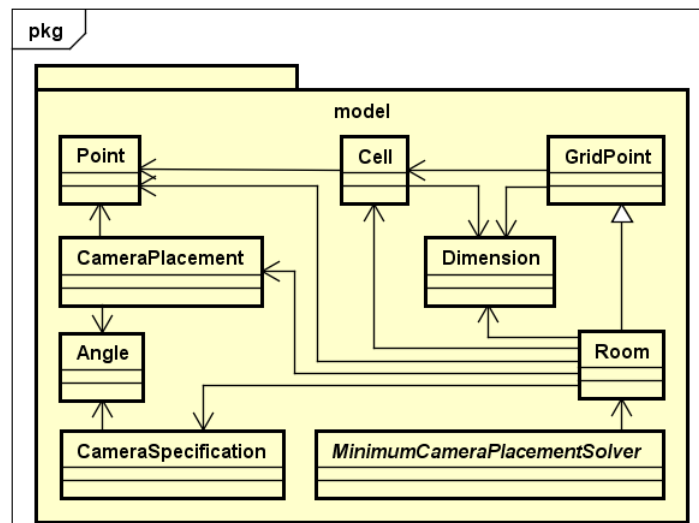 pkg
model
Point
Cell
GridPoint
CameraPlacement
Dimension
Angle
Room
CameraSpecification
MinimumCameraPlacementSolver